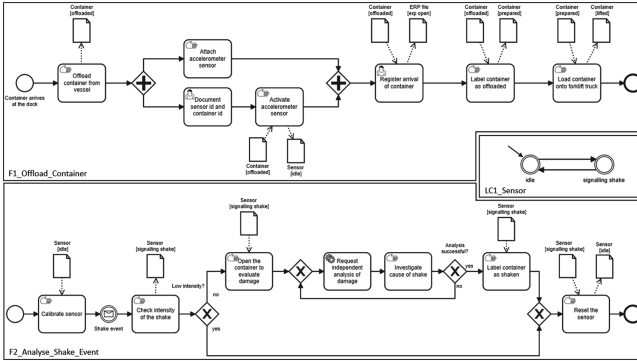 Container
[offloaded]
Container
[offloaded]
ERP file
[erp open]
Container
[offloaded]
Container
[prepared]
Container
[prepared]
Container
[lifted]
Offload
container from
vessel
Attach
accelerometer
sensor
Register arrival
of container
Label container
as offloaded
Load container
onto forklift truck
Container arrives
at the dock
Document
sensor id and
container id
Activate
accelerometer
sensor
Container
[offloaded]
Sensor
[idle]
F1_Offload_Container
idle
signalling shake
LC1_Sensor
Sensor
[signalling shake]
Sensor
[signalling shake]
Sensor
[idle]
Sensor
[signalling shake]
Sensor
[signalling shake]
Sensor
[idle]
Analysis
successful?
Open the
container to
evaluate
damage
Request
independent
analysis of
damage
Investigate
cause of shake
yes
no
Label container
as shaken
Low intensity?
no
yes
Calibrate sensor
Shake event
Check intensity
of the shake
Reset the
sensor
F2_Analyse_Shake_Event